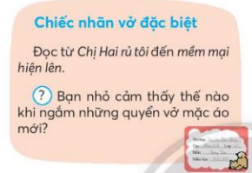 Chiếc nhãn vở đặc biệt
Đọc từ Chị Hai rủ tôi đến mềm mại
hiện lên.
? Bạn nhỏ cảm thấy thế nào
khi ngắm những quyển vở mặc áo
mới?